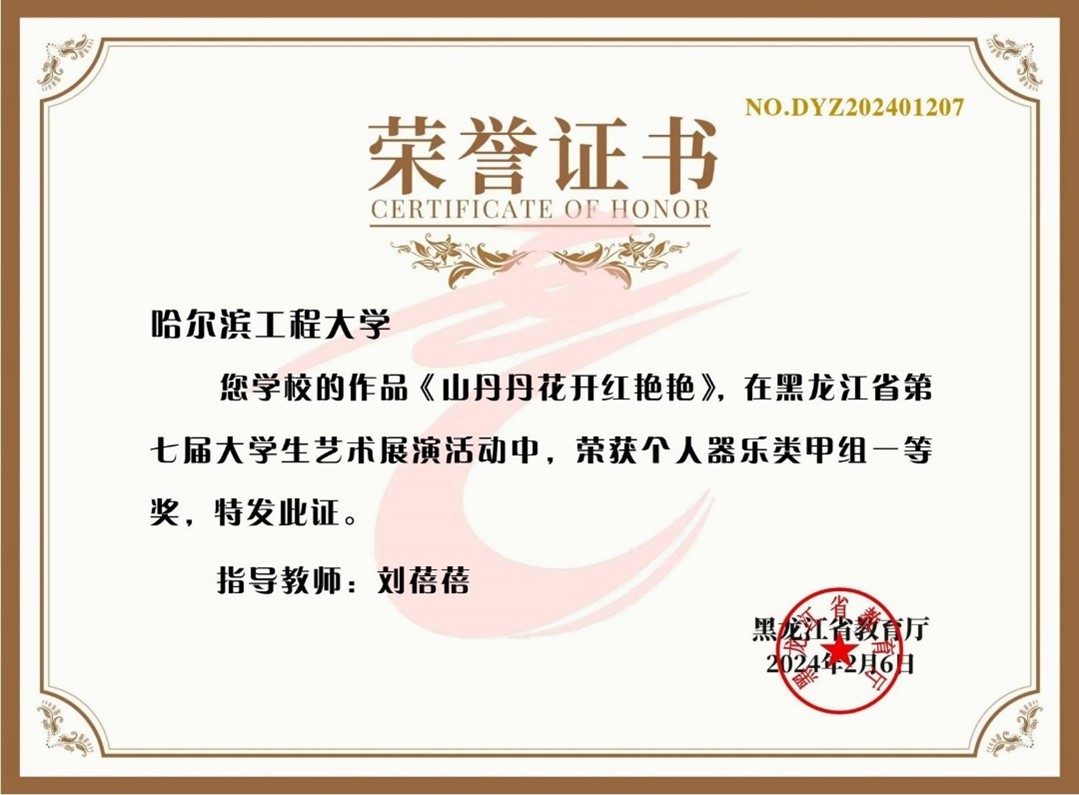 NO.DYZ202401207
荣誉证书
CERTIFICATE OF HONOR
哈尔滨工程大学
您学校的作品《山丹丹花开红艳艳》，在黑龙江省第
七届大学生艺术展演活动中，荣获个人器乐类甲组一等
奖，特发此证。
指导教师：刘蓓蓓
黑龙江省教育厅
2024年2月6日
黑龙江省教育厅